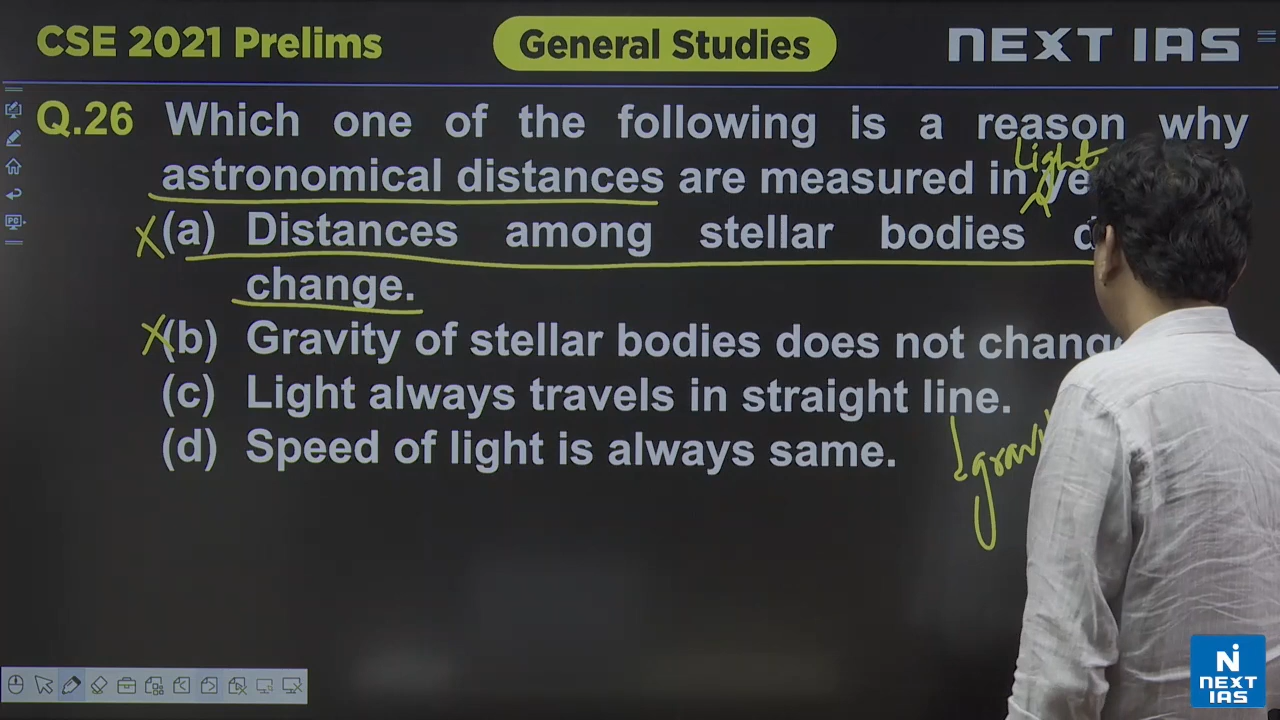 CSE 2021 Prelims
General Studies
NEXT IAS
Q.26 Which one of the following is a reason why
Light
astronomical distances are measured in
X (a) Distances among stellar bodies
change.
X (b) Gravity of stellar bodies does not
(c) Light always travels in straight line.
(d) Speed of light is always same.
N
NEXT
IAS